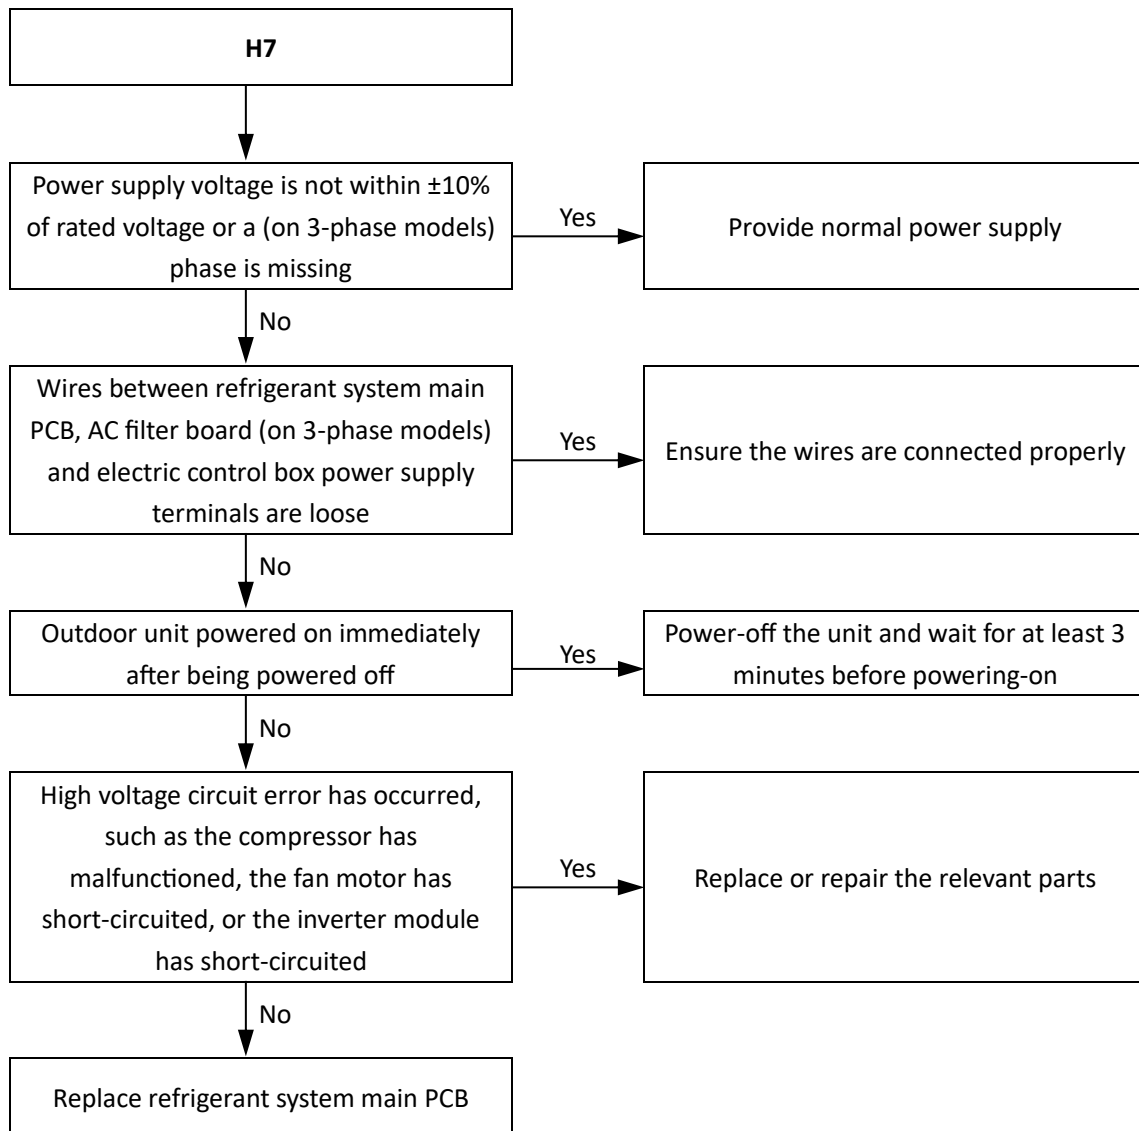 H7
Power supply voltage is not within ±10%
of rated voltage or a (on 3-phase models)
phase is missing
Yes
Provide normal power supply
No
Wires between refrigerant system main
PCB, AC filter board (on 3-phase models)
and electric control box power supply
terminals are loose
Yes
Ensure the wires are connected properly
No
Outdoor unit powered on immediately
after being powered off
Yes
Power-off the unit and wait for at least 3
minutes before powering-on
No
High voltage circuit error has occurred,
such as the compressor has
malfunctioned, the fan motor has
short-circuited, or the inverter module
has short-circuited
Yes
Replace or repair the relevant parts
No
Replace refrigerant system main PCB